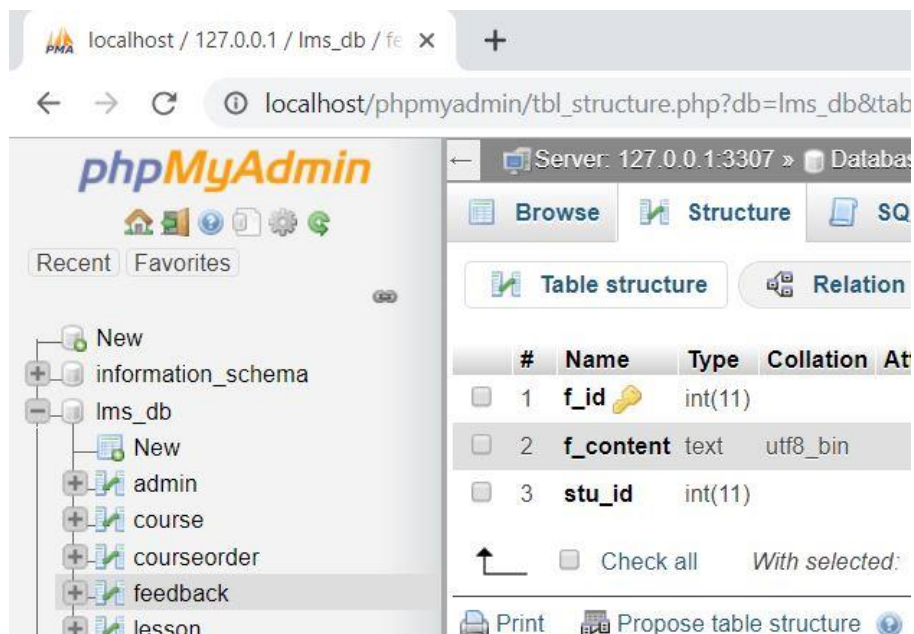 PMA localhost / 127.0.0.1 / lms_db / fe
localhost/phpmyadmin/tbl_structure.php?db=lms_db&tab
phpMyAdmin
Recent Favorites
New
information_schema
lms_db
New
admin
course
courseorder
feedback
lesson
Server: 127.0.0.1:3307 » Databas
Browse Structure SQ
Table structure Relation
# Name Type Collation Att
1 f_id int(11)
2 f_content text utf8_bin
3 stu_id int(11)
Check all With selected:
Print Propose table structure